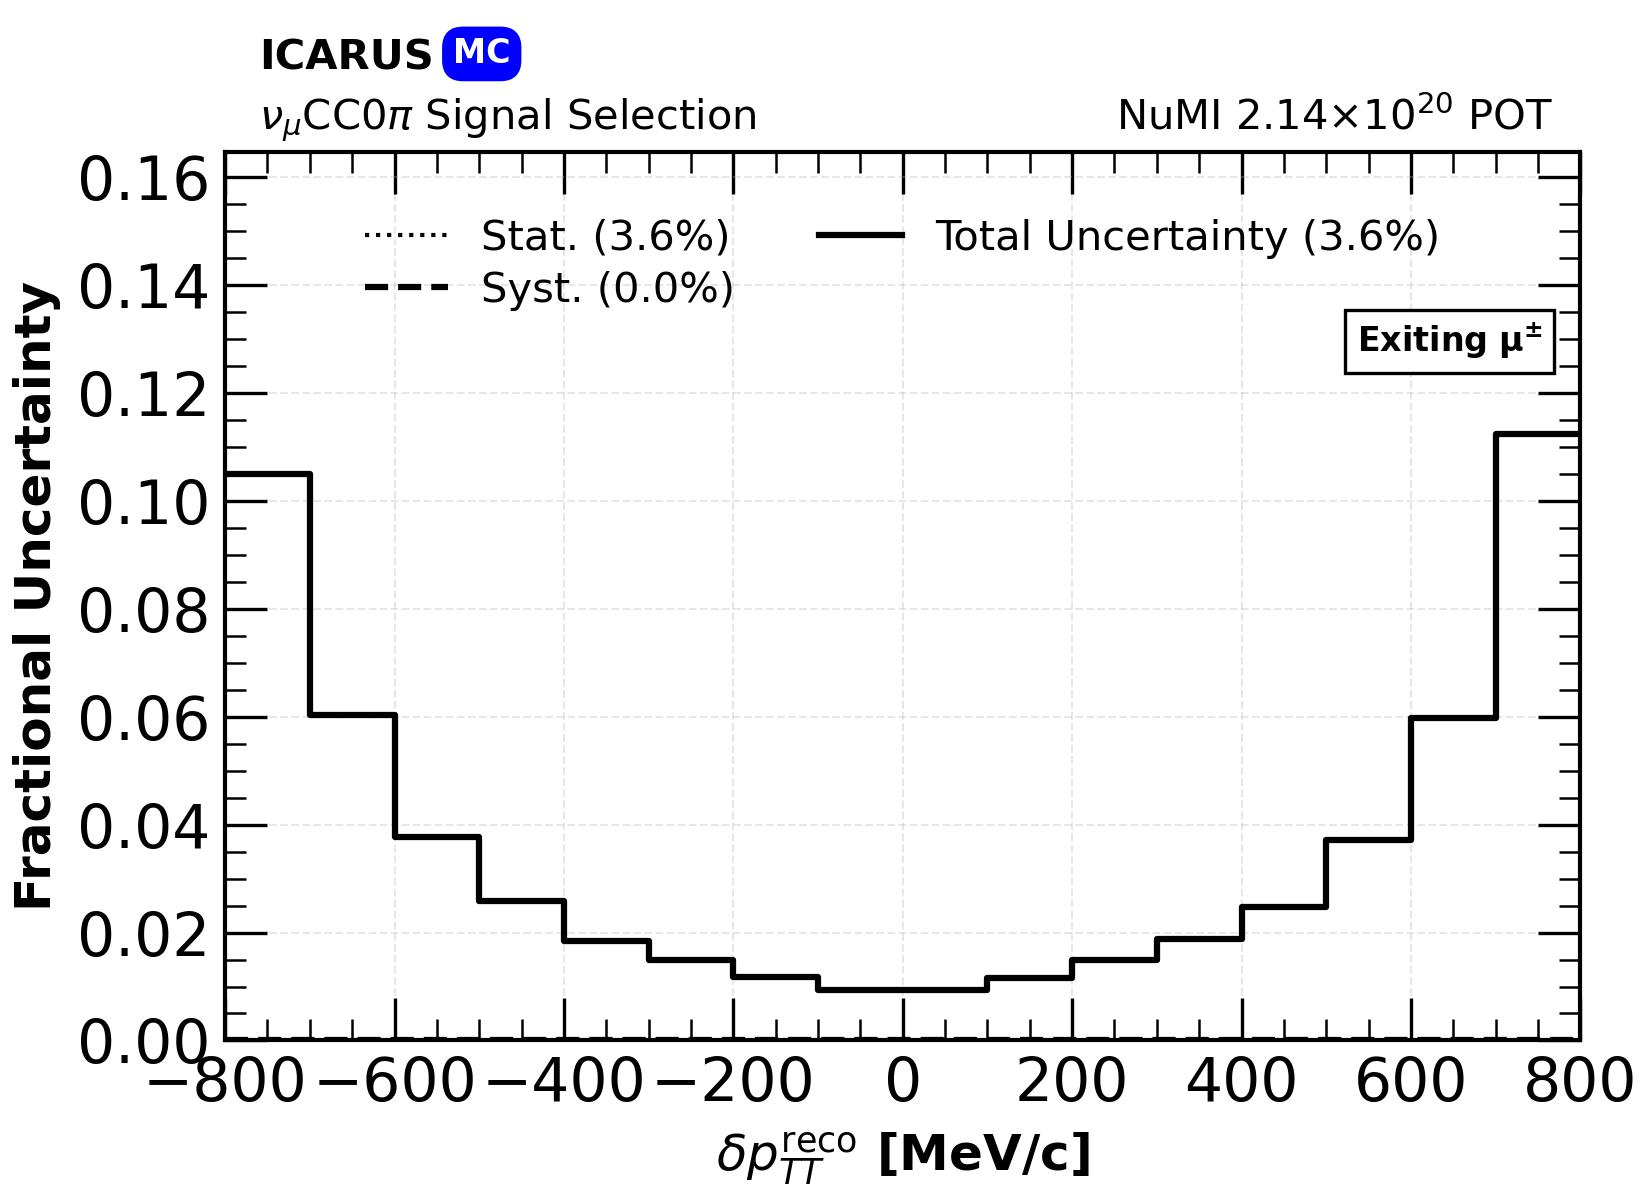 ICARUS MC
νμCC0π Signal Selection NuMI 2.14×10²⁰ POT
0.16
Stat. (3.6%) Total Uncertainty (3.6%)
0.14
Syst. (0.0%)
Exiting μ±
0.12
0.10
0.08
0.06
0.04
0.02
0.00
Fractional Uncertainty
−800 −600 −400 −200 0 200 400 600 800
δp_TT^reco [MeV/c]